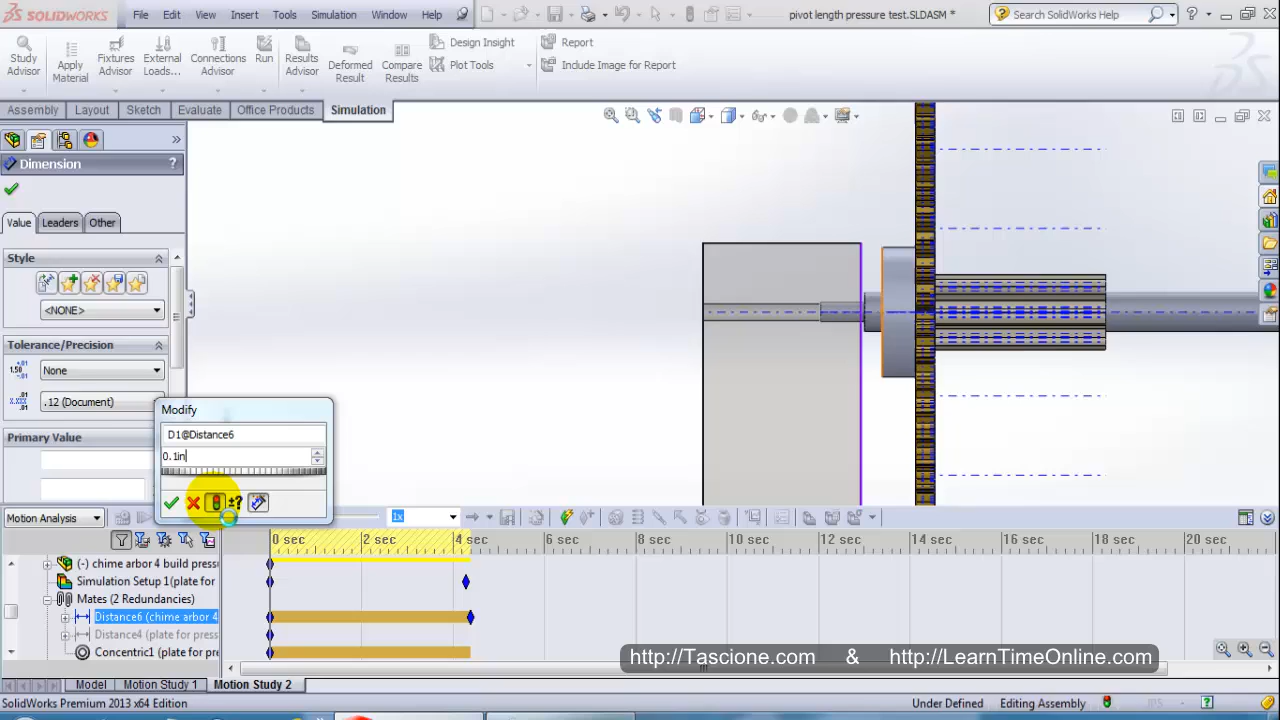 SOLIDWORKS File Edit View Insert Tools Simulation Window Help pivot length pressure test.SLDASM * Search SolidWorks Help
Study Advisor
Apply Material
Fixtures Advisor
External Loads...
Connections Advisor
Run
Results Advisor
Deformed Result
Compare Results
Design Insight
Plot Tools
Report
Include Image for Report
Assembly Layout Sketch Evaluate Office Products Simulation
Dimension ?
Value Leaders Other
Style
<NONE>
Tolerance/Precision
None
.12 (Document)
Primary Value
Modify
D1@Distance6
0.1in
±?
Motion Analysis 1x
0 sec 2 sec 4 sec 6 sec 8 sec 10 sec 12 sec 14 sec 16 sec 18 sec 20 sec
(-) chime arbor 4 build pressu
Simulation Setup 1(plate for
Mates (2 Redundancies)
Distance6 (chime arbor 4
Distance4 (plate for press
Concentric1 (plate for pre
http://Tascione.com & http://LearnTimeOnline.com
Model Motion Study 1 Motion Study 2
SolidWorks Premium 2013 x64 Edition Under Defined Editing Assembly IPS